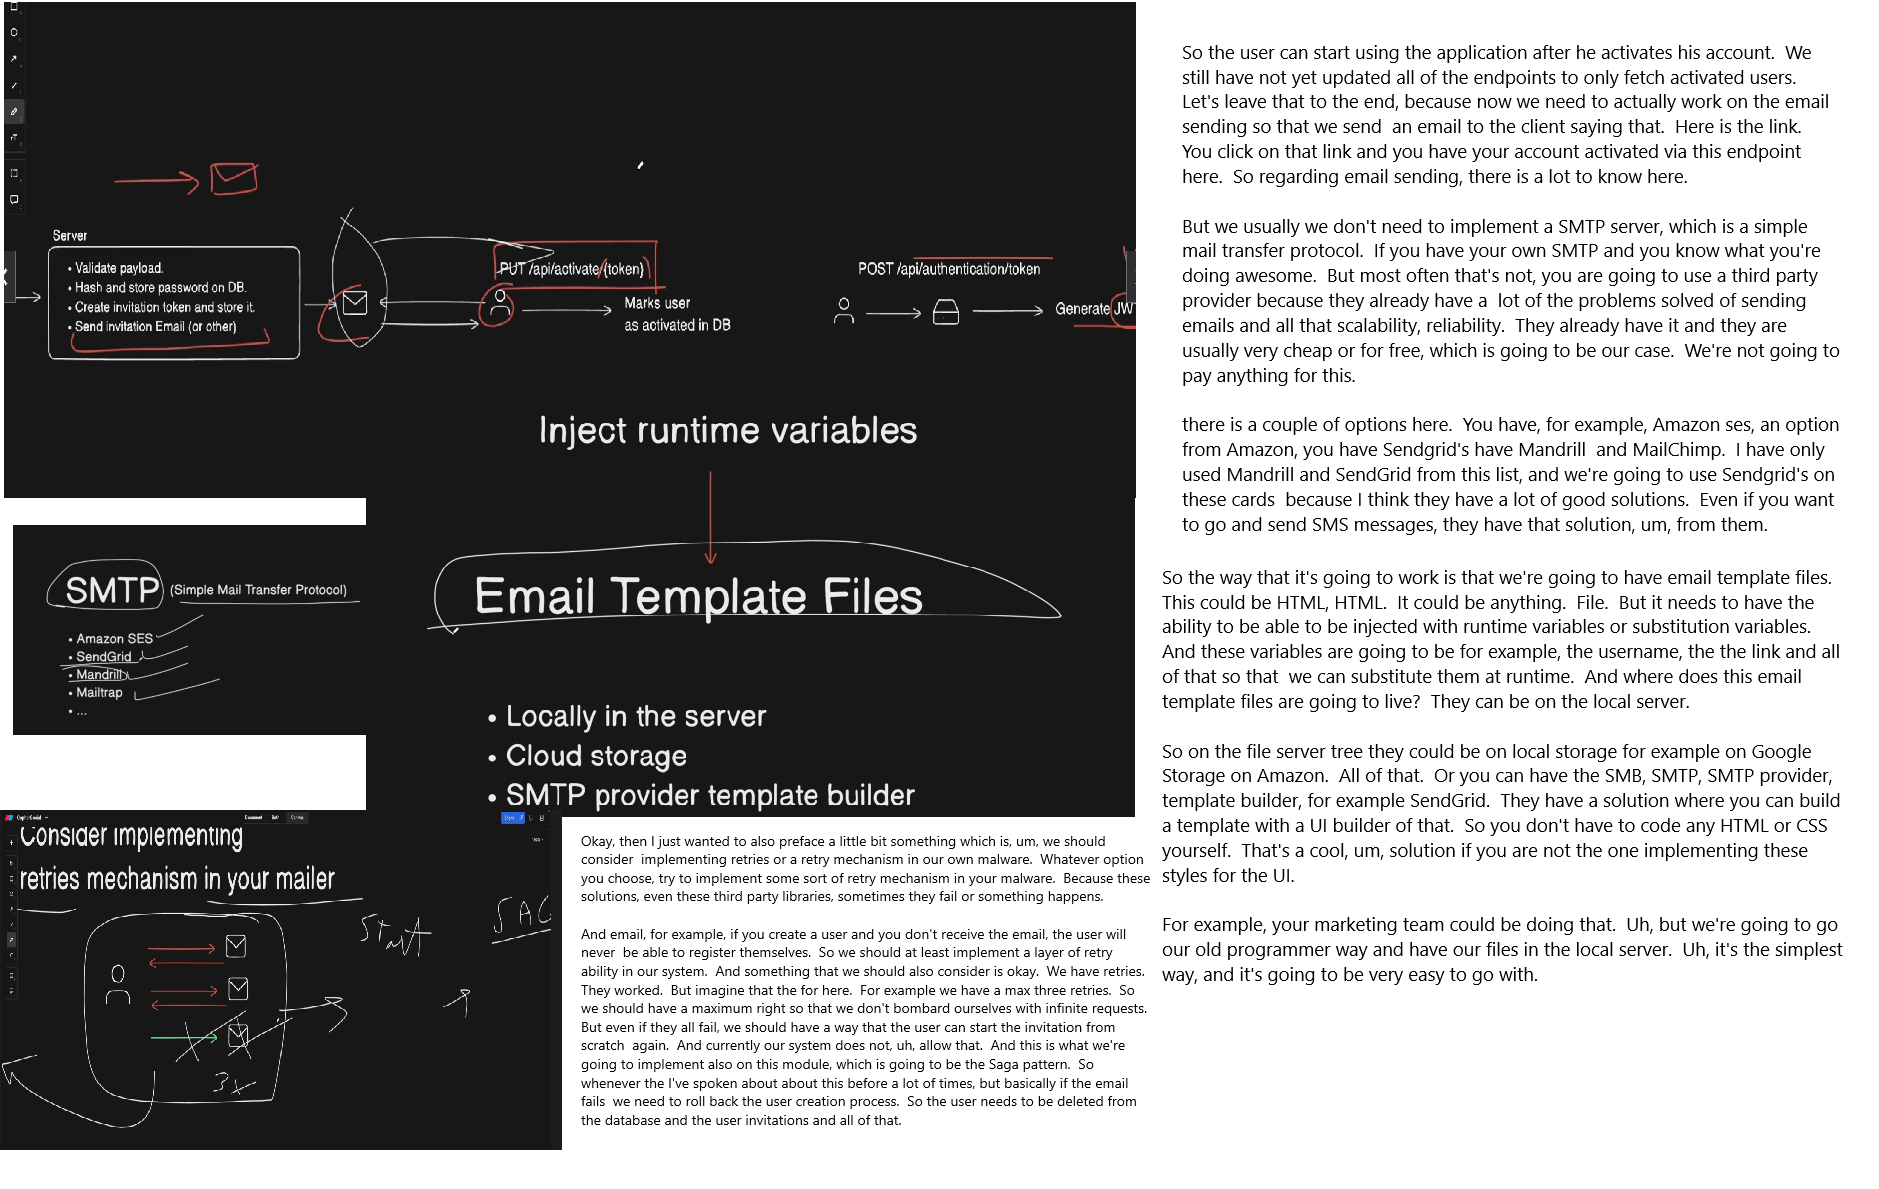 Server
• Validate payload.
• Hash and store password on DB.
• Create invitation token and store it.
• Send invitation Email (or other)
PUT /api/activate/{token}
Marks user
as activated in DB
POST /api/authentication/token
Generate JW
Inject runtime variables
Email Template Files
• Locally in the server
• Cloud storage
• SMTP provider template builder
SMTP (Simple Mail Transfer Protocol)
• Amazon SES
• SendGrid
• Mandrill
• Mailtrap
• ...
Consider implementing
retries mechanism in your mailer
Start
SAG
3x
So the user can start using the application after he activates his account.  We
still have not yet updated all of the endpoints to only fetch activated users.
Let's leave that to the end, because now we need to actually work on the email
sending so that we send  an email to the client saying that.  Here is the link.
You click on that link and you have your account activated via this endpoint
here.  So regarding email sending, there is a lot to know here.
But we usually we don't need to implement a SMTP server, which is a simple
mail transfer protocol.  If you have your own SMTP and you know what you're
doing awesome.  But most often that's not, you are going to use a third party
provider because they already have a  lot of the problems solved of sending
emails and all that scalability, reliability.  They already have it and they are
usually very cheap or for free, which is going to be our case.  We're not going to
pay anything for this.
there is a couple of options here.  You have, for example, Amazon ses, an option
from Amazon, you have Sendgrid's have Mandrill  and MailChimp.  I have only
used Mandrill and SendGrid from this list, and we're going to use Sendgrid's on
these cards  because I think they have a lot of good solutions.  Even if you want
to go and send SMS messages, they have that solution, um, from them.
So the way that it's going to work is that we're going to have email template files.
This could be HTML, HTML.  It could be anything.  File.  But it needs to have the
ability to be able to be injected with runtime variables or substitution variables.
And these variables are going to be for example, the username, the the link and all
of that so that  we can substitute them at runtime.  And where does this email
template files are going to live?  They can be on the local server.
So on the file server tree they could be on local storage for example on Google
Storage on Amazon.  All of that.  Or you can have the SMB, SMTP, SMTP provider,
template builder, for example SendGrid.  They have a solution where you can build
a template with a UI builder of that.  So you don't have to code any HTML or CSS
yourself.  That's a cool, um, solution if you are not the one implementing these
styles for the UI.
For example, your marketing team could be doing that.  Uh, but we're going to go
our old programmer way and have our files in the local server.  Uh, it's the simplest
way, and it's going to be very easy to go with.
Okay, then I just wanted to also preface a little bit something which is, um, we should
consider  implementing retries or a retry mechanism in our own malware.  Whatever option
you choose, try to implement some sort of retry mechanism in your malware.  Because these
solutions, even these third party libraries, sometimes they fail or something happens.
And email, for example, if you create a user and you don't receive the email, the user will
never  be able to register themselves.  So we should at least implement a layer of retry
ability in our system.  And something that we should also consider is okay.  We have retries.
They worked.  But imagine that the for here.  For example we have a max three retries.  So
we should have a maximum right so that we don't bombard ourselves with infinite requests.
But even if they all fail, we should have a way that the user can start the invitation from
scratch  again.  And currently our system does not, uh, allow that.  And this is what we're
going to implement also on this module, which is going to be the Saga pattern.  So
whenever the I've spoken about about this before a lot of times, but basically if the email
fails  we need to roll back the user creation process.  So the user needs to be deleted from
the database and the user invitations and all of that.